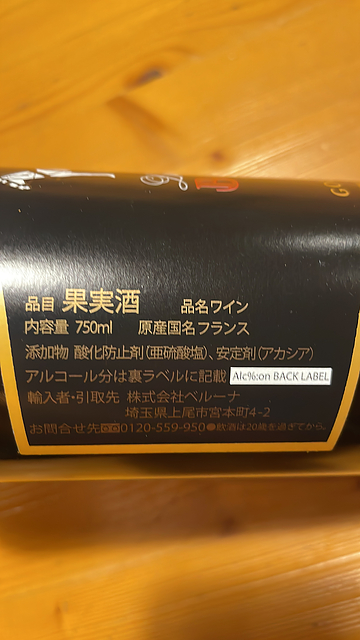 品目 果実酒 品名 ワイン
内容量 750ml 原産国名 フランス
添加物 酸化防止剤(亜硫酸塩)、安定剤(アカシア)
アルコール分は裏ラベルに記載 Alc%:on BACK LABEL
輸入者・引取先 株式会社ベルーナ
埼玉県上尾市宮本町4-2
お問合せ先 0120-559-950●飲酒は20歳を過ぎてから。